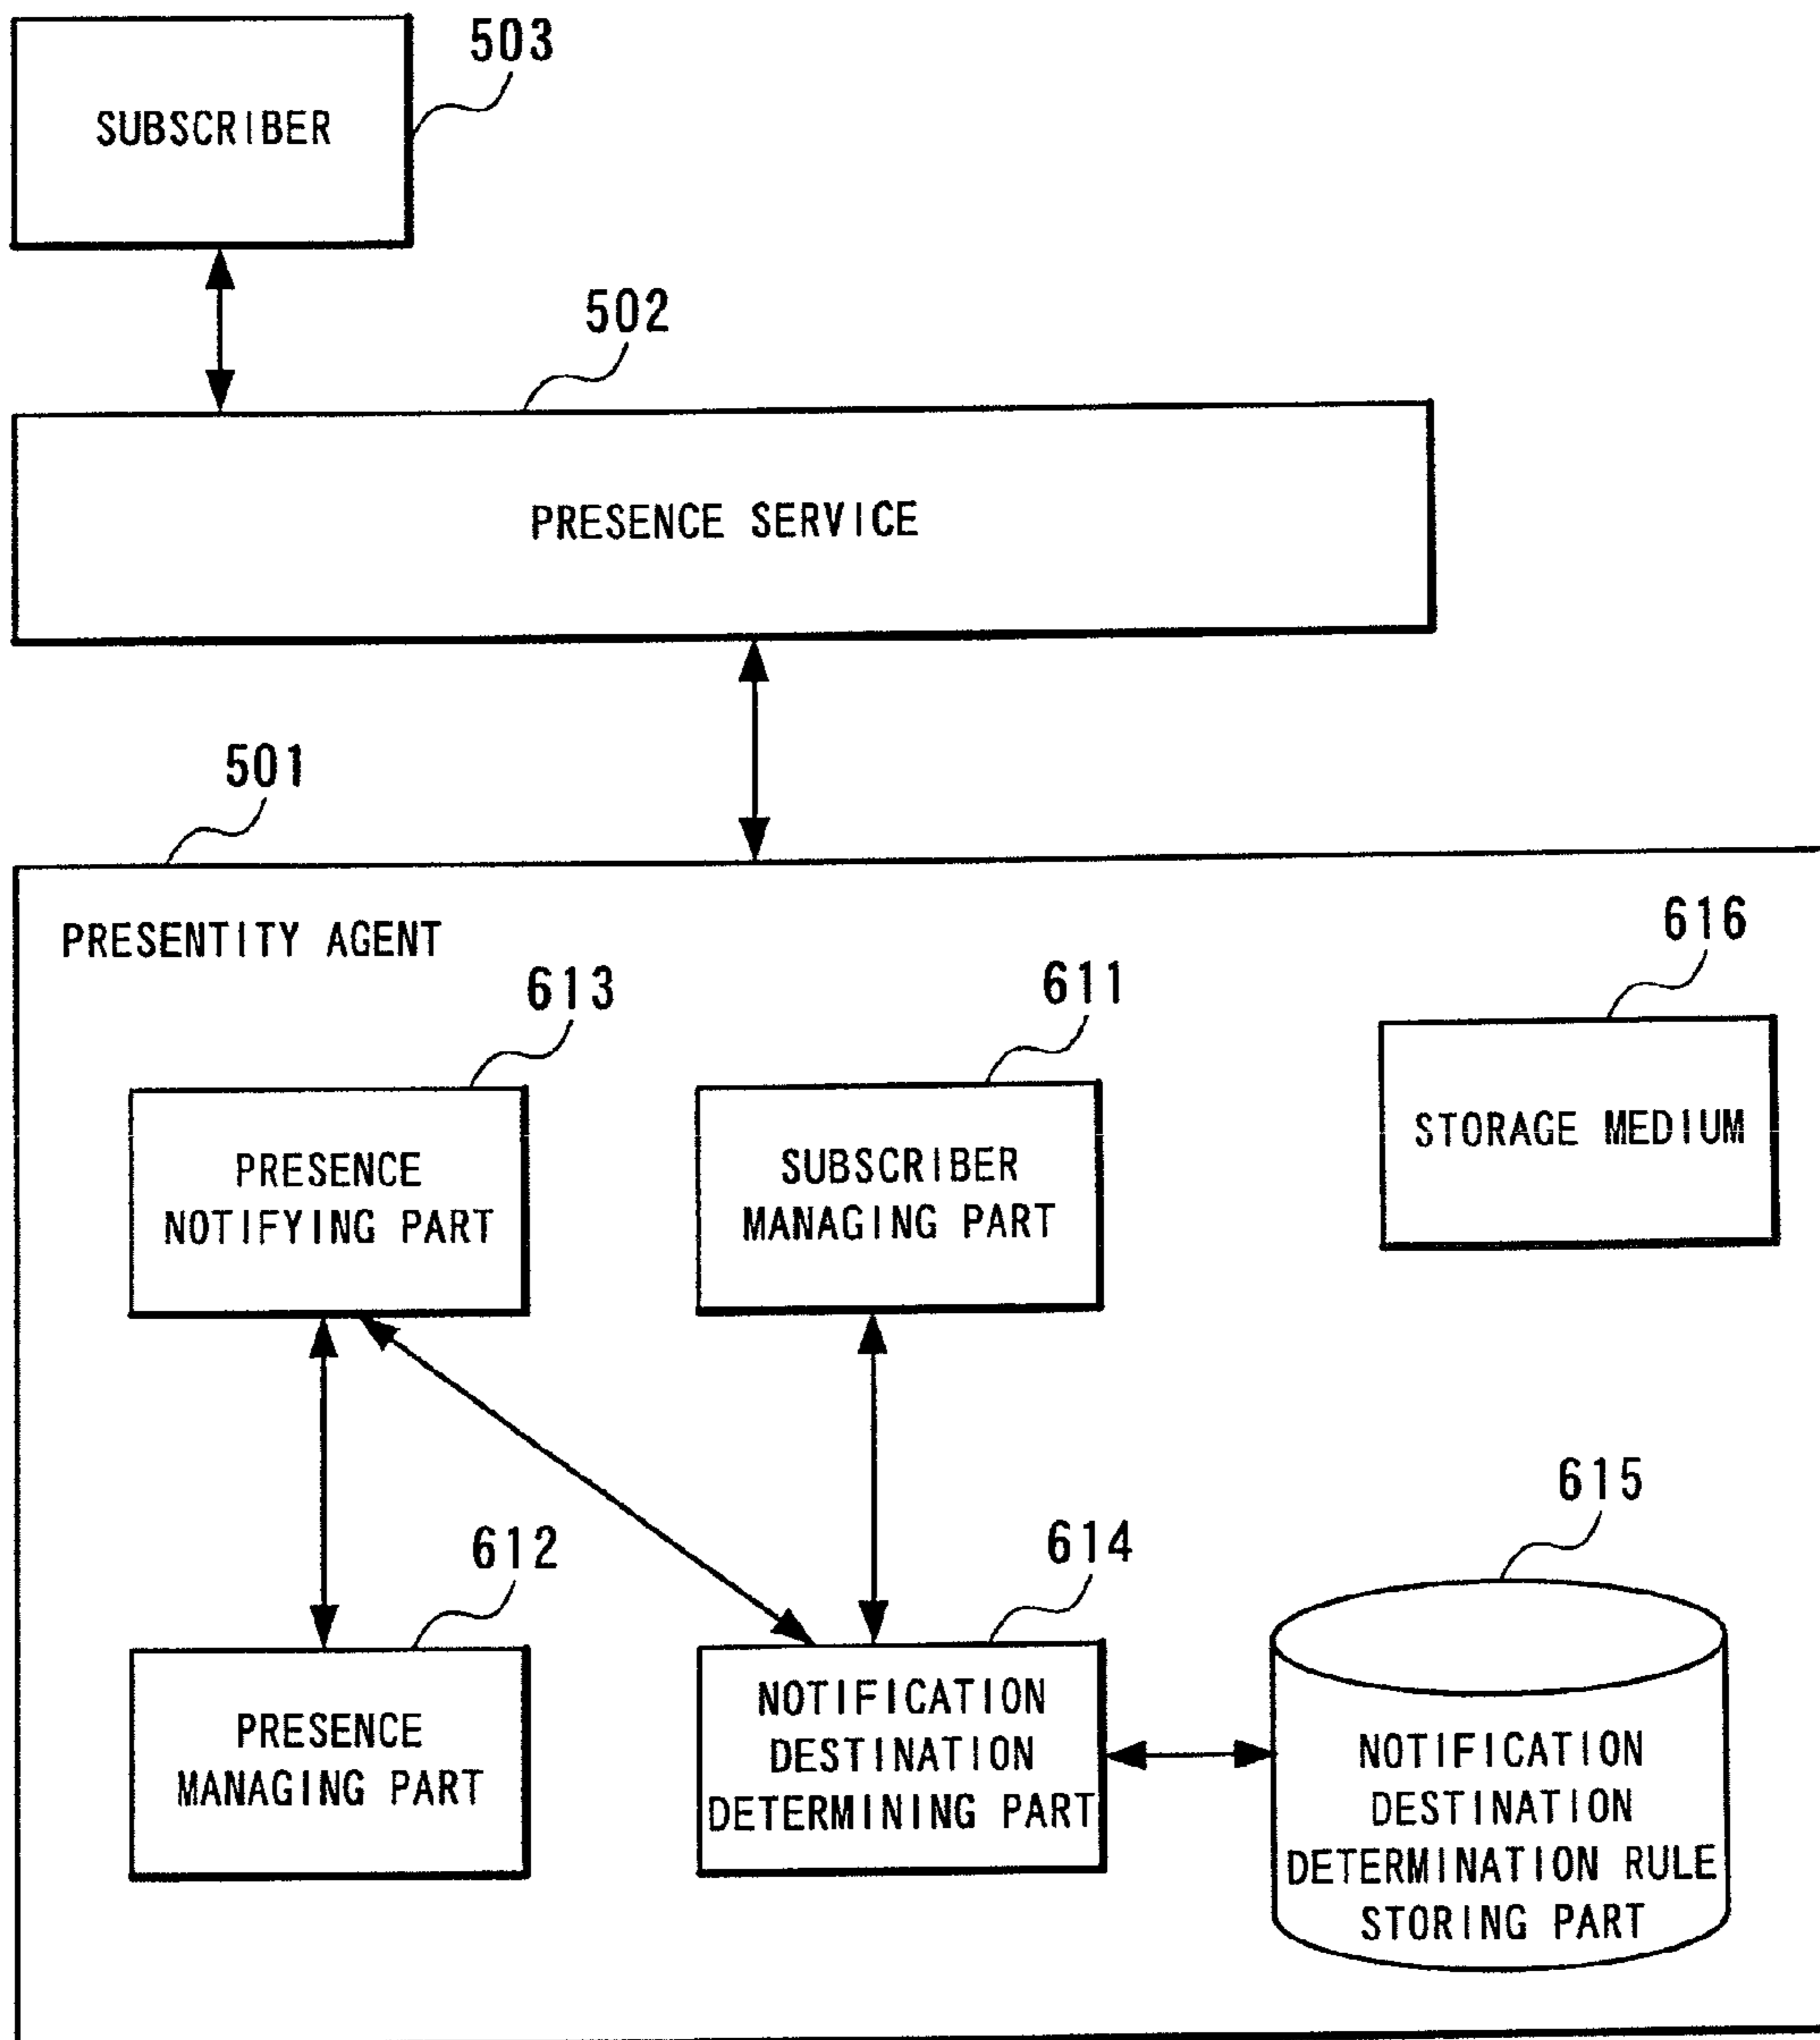 503
SUBSCRIBER
502
PRESENCE SERVICE
501
PRESENTITY AGENT
616
613
611
STORAGE MEDIUM
PRESENCE
NOTIFYING PART
SUBSCRIBER
MANAGING PART
615
612
614
PRESENCE
MANAGING PART
NOTIFICATION
DESTINATION
DETERMINING PART
NOTIFICATION
DESTINATION
DETERMINATION RULE
STORING PART